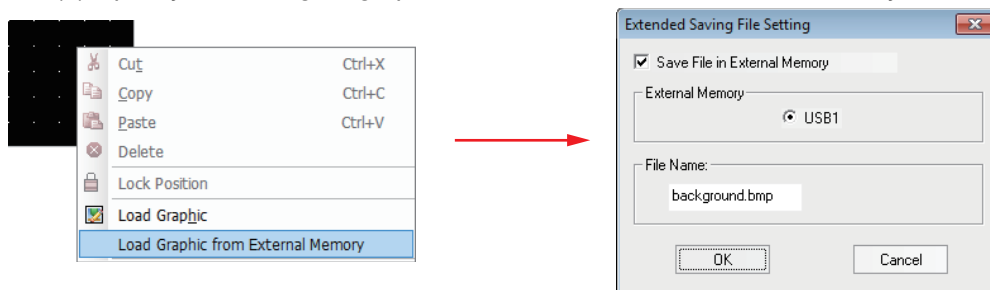 Extended Saving File Setting
Cut Ctrl+X
Copy Ctrl+C
Paste Ctrl+V
Delete
Lock Position
Load Graphic
Load Graphic from External Memory
Save File in External Memory
External Memory
USB1
File Name:
background.bmp
OK Cancel